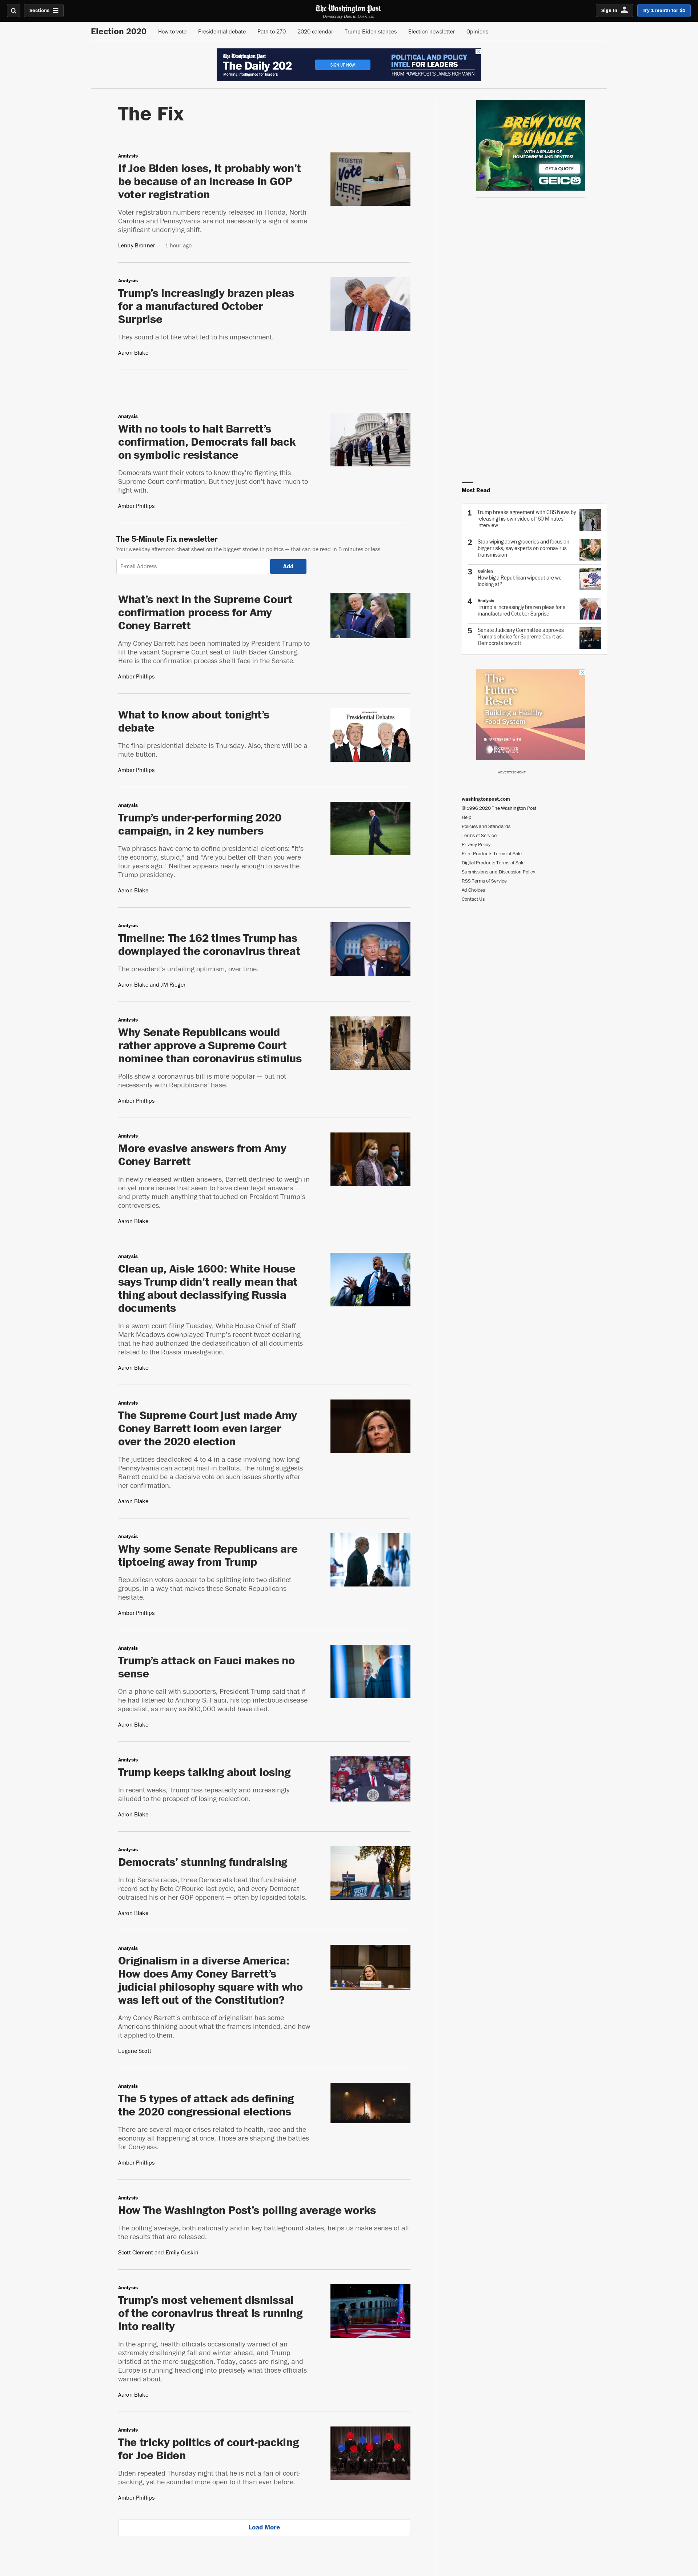 Sections
The Washington Post
Democracy Dies in Darkness
Sign In
Try 1 month for $1
Election 2020
How to vote
Presidential debate
Path to 270
2020 calendar
Trump-Biden stances
Election newsletter
Opinions
The Washington Post
The Daily 202
Morning intelligence for leaders
SIGN UP NOW
POLITICAL AND POLICY
INTEL FOR LEADERS
FROM POWERPOST'S JAMES HOHMANN
The Fix
Analysis
If Joe Biden loses, it probably won’t
be because of an increase in GOP
voter registration
Voter registration numbers recently released in Florida, North
Carolina and Pennsylvania are not necessarily a sign of some
significant underlying shift.
Lenny Bronner • 1 hour ago
REGISTER
VOTE
HERE
Analysis
Trump’s increasingly brazen pleas
for a manufactured October
Surprise
They sound a lot like what led to his impeachment.
Aaron Blake
Analysis
With no tools to halt Barrett’s
confirmation, Democrats fall back
on symbolic resistance
Democrats want their voters to know they're fighting this
Supreme Court confirmation. But they just don't have much to
fight with.
Amber Phillips
The 5-Minute Fix newsletter
Your weekday afternoon cheat sheet on the biggest stories in politics — that can be read in 5 minutes or less.
E-mail Address
Add
What’s next in the Supreme Court
confirmation process for Amy
Coney Barrett
Amy Coney Barrett has been nominated by President Trump to
fill the vacant Supreme Court seat of Ruth Bader Ginsburg.
Here is the confirmation process she'll face in the Senate.
Amber Phillips
What to know about tonight’s
debate
The final presidential debate is Thursday. Also, there will be a
mute button.
Amber Phillips
Presidential Debates
Analysis
Trump’s under-performing 2020
campaign, in 2 key numbers
Two phrases have come to define presidential elections: "It's
the economy, stupid," and "Are you better off than you were
four years ago." Neither appears nearly enough to save the
Trump presidency.
Aaron Blake
Analysis
Timeline: The 162 times Trump has
downplayed the coronavirus threat
The president's unfailing optimism, over time.
Aaron Blake and JM Rieger
Analysis
Why Senate Republicans would
rather approve a Supreme Court
nominee than coronavirus stimulus
Polls show a coronavirus bill is more popular — but not
necessarily with Republicans’ base.
Amber Phillips
Analysis
More evasive answers from Amy
Coney Barrett
In newly released written answers, Barrett declined to weigh in
on yet more issues that seem to have clear legal answers —
and pretty much anything that touched on President Trump's
controversies.
Aaron Blake
Analysis
Clean up, Aisle 1600: White House
says Trump didn’t really mean that
thing about declassifying Russia
documents
In a sworn court filing Tuesday, White House Chief of Staff
Mark Meadows downplayed Trump's recent tweet declaring
that he had authorized the declassification of all documents
related to the Russia investigation.
Aaron Blake
Analysis
The Supreme Court just made Amy
Coney Barrett loom even larger
over the 2020 election
The justices deadlocked 4 to 4 in a case involving how long
Pennsylvania can accept mail-in ballots. The ruling suggests
Barrett could be a decisive vote on such issues shortly after
her confirmation.
Aaron Blake
Analysis
Why some Senate Republicans are
tiptoeing away from Trump
Republican voters appear to be splitting into two distinct
groups, in a way that makes these Senate Republicans
hesitate.
Amber Phillips
Analysis
Trump’s attack on Fauci makes no
sense
On a phone call with supporters, President Trump said that if
he had listened to Anthony S. Fauci, his top infectious-disease
specialist, as many as 800,000 would have died.
Aaron Blake
Analysis
Trump keeps talking about losing
In recent weeks, Trump has repeatedly and increasingly
alluded to the prospect of losing reelection.
Aaron Blake
Analysis
Democrats’ stunning fundraising
In top Senate races, three Democrats beat the fundraising
record set by Beto O'Rourke last cycle, and every Democrat
outraised his or her GOP opponent — often by lopsided totals.
Aaron Blake
Analysis
Originalism in a diverse America:
How does Amy Coney Barrett’s
judicial philosophy square with who
was left out of the Constitution?
Amy Coney Barrett's embrace of originalism has some
Americans thinking about what the framers intended, and how
it applied to them.
Eugene Scott
Analysis
The 5 types of attack ads defining
the 2020 congressional elections
There are several major crises related to health, race and the
economy all happening at once. Those are shaping the battles
for Congress.
Amber Phillips
Analysis
How The Washington Post’s polling average works
The polling average, both nationally and in key battleground states, helps us make sense of all
the results that are released.
Scott Clement and Emily Guskin
Analysis
Trump’s most vehement dismissal
of the coronavirus threat is running
into reality
In the spring, health officials occasionally warned of an
extremely challenging fall and winter ahead, and Trump
bristled at the mere suggestion. Today, cases are rising, and
Europe is running headlong into precisely what those officials
warned about.
Aaron Blake
Analysis
The tricky politics of court-packing
for Joe Biden
Biden repeated Thursday night that he is not a fan of court-
packing, yet he sounded more open to it than ever before.
Amber Phillips
Load More
BREW YOUR
BUNDLE
WITH A SPLASH OF
HOMEOWNERS AND RENTERS!
GET A QUOTE
GEICO
Most Read
1 Trump breaks agreement with CBS News by
releasing his own video of ‘60 Minutes’
interview
2 Stop wiping down groceries and focus on
bigger risks, say experts on coronavirus
transmission
3 Opinion
How big a Republican wipeout are we
looking at?
4 Analysis
Trump’s increasingly brazen pleas for a
manufactured October Surprise
5 Senate Judiciary Committee approves
Trump’s choice for Supreme Court as
Democrats boycott
The
Future
Reset
Building a Healthy
Food System
IN PARTNERSHIP WITH
ADVERTISEMENT
washingtonpost.com
© 1996-2020 The Washington Post
Help
Policies and Standards
Terms of Service
Privacy Policy
Print Products Terms of Sale
Digital Products Terms of Sale
Submissions and Discussion Policy
RSS Terms of Service
Ad Choices
Contact Us